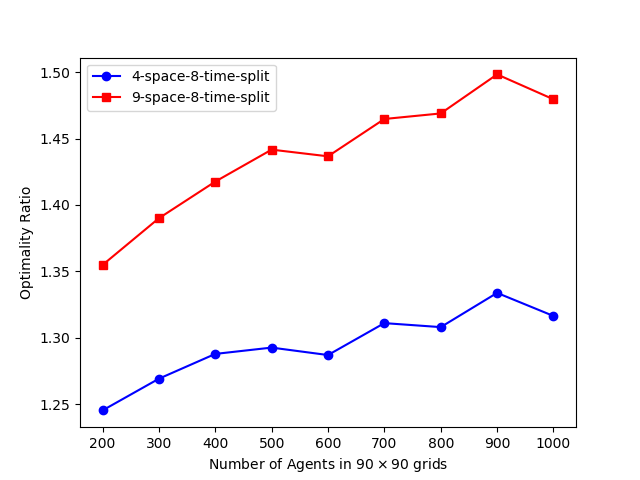 4-space-8-time-split
9-space-8-time-split
1.50
1.45
1.40
1.35
1.30
1.25
Optimality Ratio
200 300 400 500 600 700 800 900 1000
Number of Agents in 90 × 90 grids